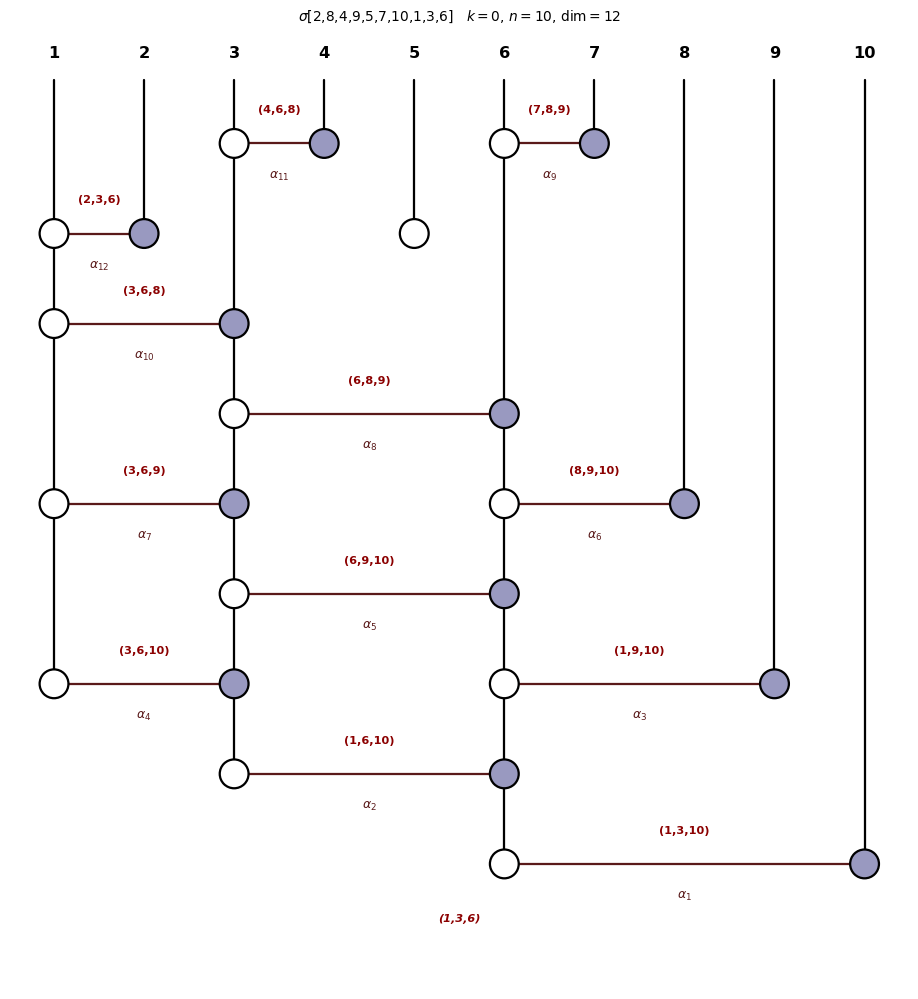 σ[2,8,4,9,5,7,10,1,3,6]   k=0, n=10, dim=12
1 2 3 4 5 6 7 8 9 10
(4,6,8) (7,8,9)
α₁₁ α₉
(2,3,6)
α₁₂
(3,6,8)
α₁₀
(6,8,9)
α₈
(3,6,9) (8,9,10)
α₇ α₆
(6,9,10)
α₅
(3,6,10) (1,9,10)
α₄ α₃
(1,6,10)
α₂
(1,3,10)
α₁
(1,3,6)